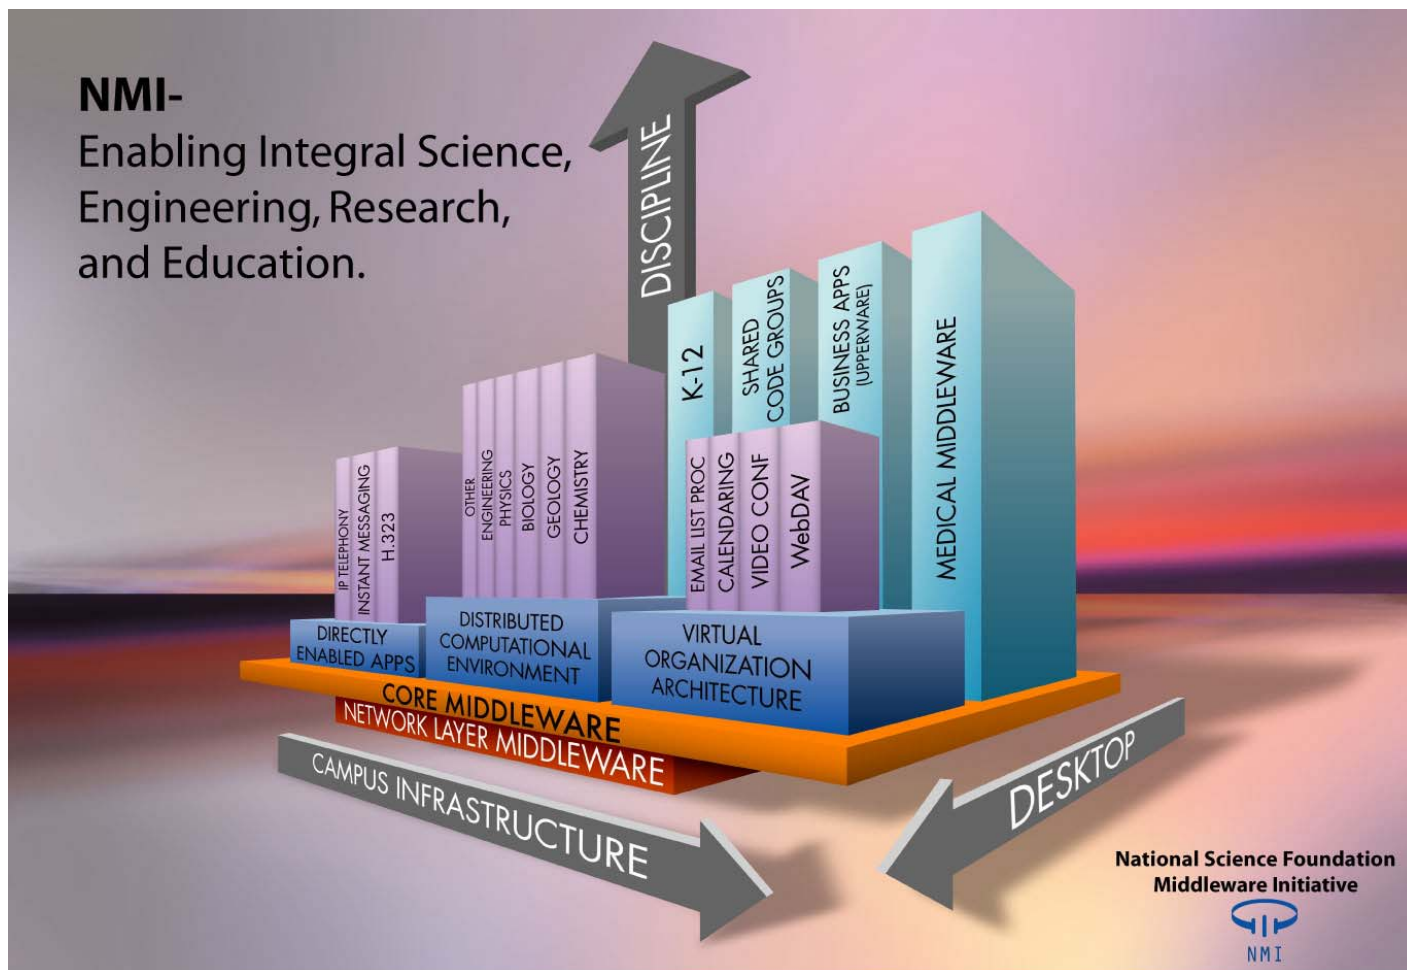 NMI-
Enabling Integral Science,
Engineering, Research,
and Education.
DISCIPLINE
K-12
SHARED
CODE GROUPS
BUSINESS APPS
(UPPERWARE)
MEDICAL MIDDLEWARE
IP TELEPHONY
INSTANT MESSAGING
H.323
OTHER
ENGINEERING
PHYSICS
BIOLOGY
GEOLOGY
CHEMISTRY
EMAIL LIST PROC
CALENDARING
VIDEO CONF
WebDAV
DIRECTLY
ENABLED APPS
DISTRIBUTED
COMPUTATIONAL
ENVIRONMENT
VIRTUAL
ORGANIZATION
ARCHITECTURE
CORE MIDDLEWARE
NETWORK LAYER MIDDLEWARE
CAMPUS INFRASTRUCTURE
DESKTOP
National Science Foundation
Middleware Initiative
NMI